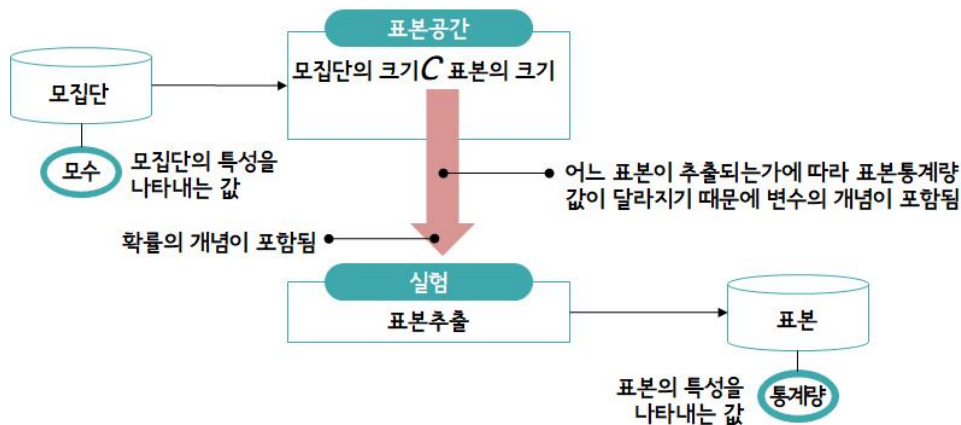 표본공간
모집단의 크기C 표본의 크기
모집단
모수
모집단의 특성을
나타내는 값
어느 표본이 추출되는가에 따라 표본통계량
값이 달라지기 때문에 변수의 개념이 포함됨
확률의 개념이 포함됨
실험
표본추출
표본
표본의 특성을
나타내는 값
통계량